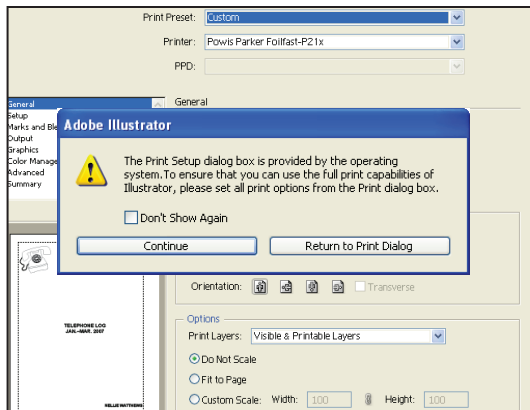 Print Preset: Custom
Printer: Powis Parker Foilfast-P21x
PPD:
General
General
Setup
Marks and Ble
Output
Graphics
Color Manage
Advanced
Summary
Adobe Illustrator
The Print Setup dialog box is provided by the operating
system.To ensure that you can use the full print capabilities of
Illustrator, please set all print options from the Print dialog box.
Don't Show Again
Continue Return to Print Dialog
Orientation: Transverse
TELEPHONE LOG
JAN.-MAR. 2007
KELLIE WATTHEWS
Options
Print Layers: Visible & Printable Layers
Do Not Scale
Fit to Page
Custom Scale: Width: 100 Height: 100